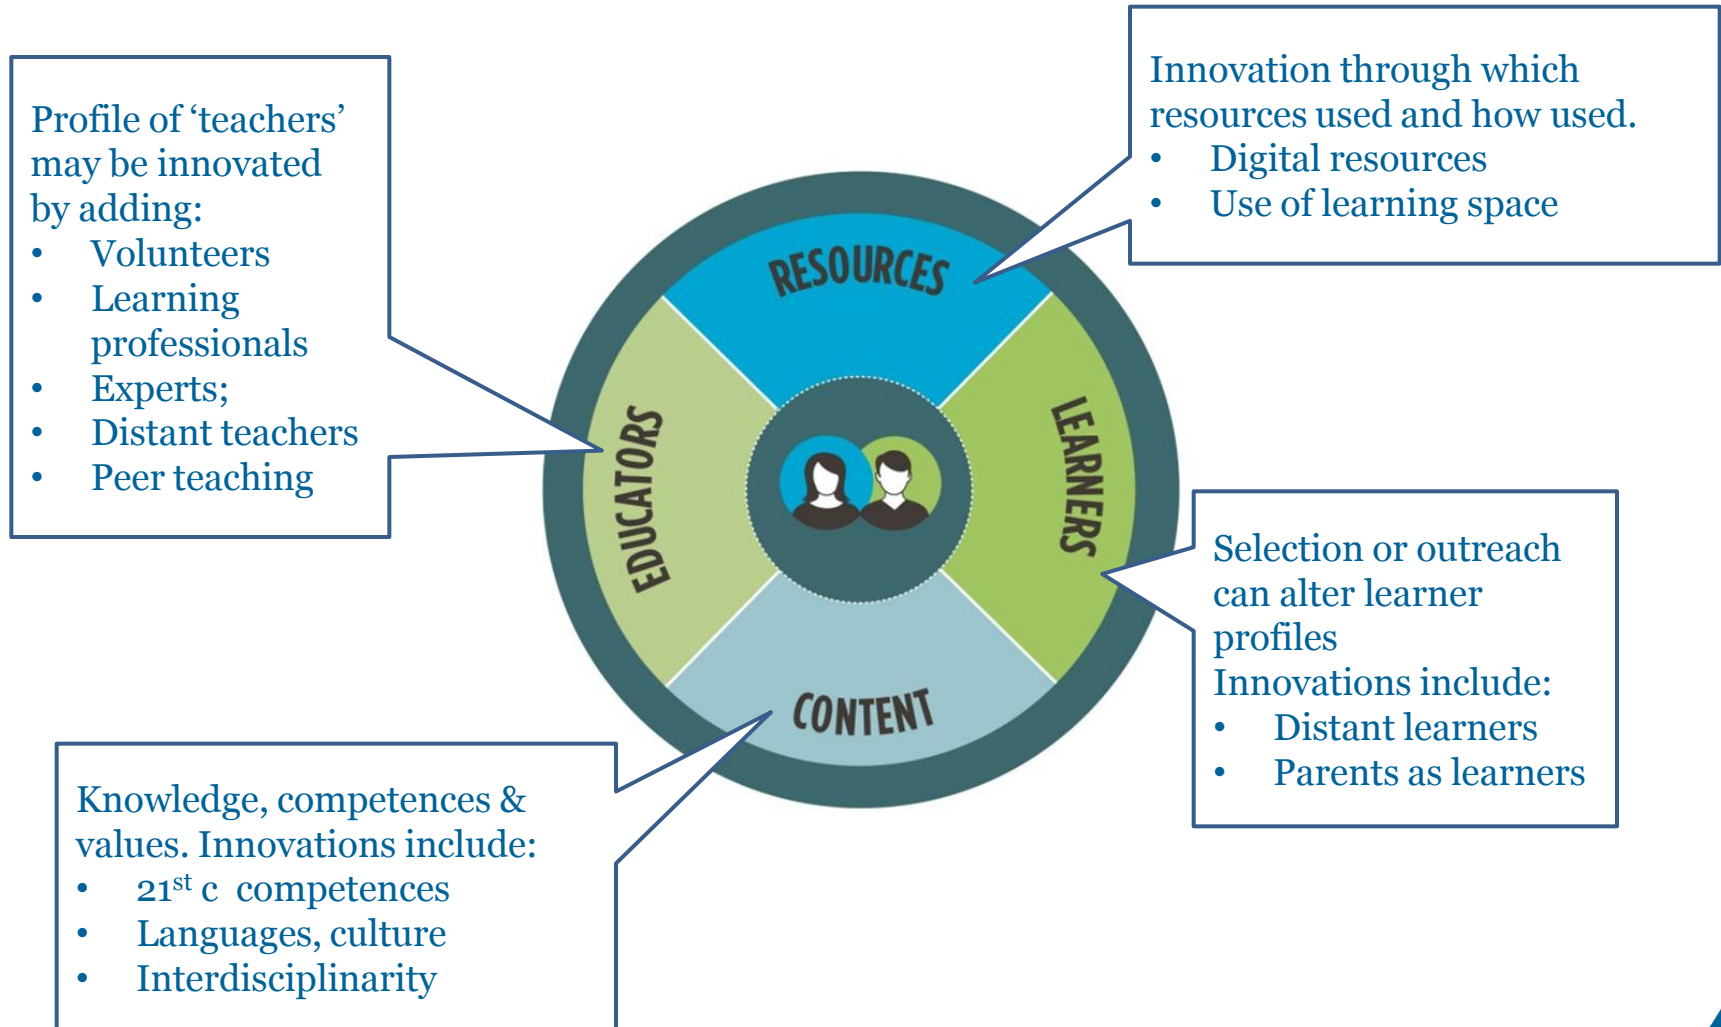 Profile of ‘teachers’
may be innovated
by adding:
• Volunteers
• Learning
professionals
• Experts;
• Distant teachers
• Peer teaching
Innovation through which
resources used and how used.
• Digital resources
• Use of learning space
RESOURCES
EDUCATORS
LEARNERS
CONTENT
Selection or outreach
can alter learner
profiles
Innovations include:
• Distant learners
• Parents as learners
Knowledge, competences &
values. Innovations include:
• 21st c competences
• Languages, culture
• Interdisciplinarity